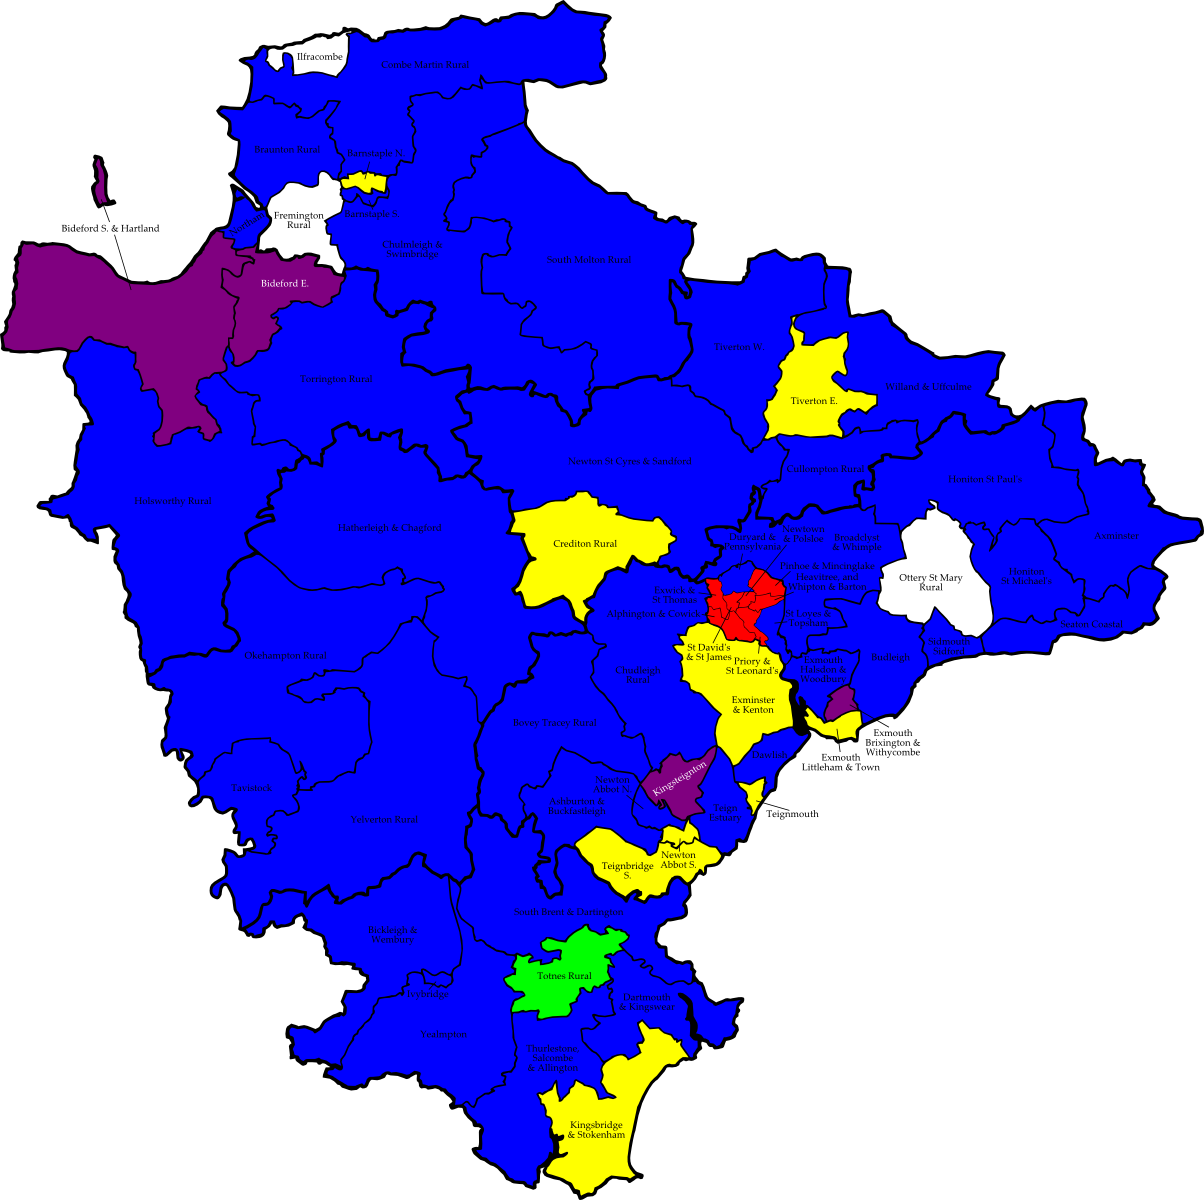 Ilfracombe
Combe Martin Rural
Braunton Rural
Barnstaple N.
Bideford S. & Hartland
Northam
Fremington
Rural
Barnstaple S.
Chulmleigh &
Swimbridge
South Molton Rural
Bideford E.
Torrington Rural
Tiverton W.
Tiverton E.
Willand & Uffculme
Newton St Cyres & Sandford
Cullompton Rural
Honiton St Paul's
Holsworthy Rural
Hatherleigh & Chagford
Crediton Rural
Duryard &
Pennsylvania
Newtown
& Polsloe
Broadclyst
& Whimple
Axminster
Pinhoe & Mincinglake
Heavitree and
Whipton & Barton
Ottery St Mary
Rural
Honiton
St Michael's
Exwick &
St Thomas
Alphington & Cowick
St Loyes &
Topsham
Seaton Coastal
Sidmouth
Sidford
St David's
& St James
Priory &
St Leonard's
Exmouth
Halsdon &
Woodbury
Budleigh
Okehampton Rural
Chudleigh
Rural
Exminster
& Kenton
Bovey Tracey Rural
Exmouth
Brixington &
Withycombe
Exmouth
Littleham & Town
Dawlish
Kingsteignton
Tavistock
Newton
Abbot N.
Ashburton &
Buckfastleigh
Teign
Estuary
Teignmouth
Yelverton Rural
Newton
Abbot S.
Teignbridge
S.
South Brent & Dartington
Bickleigh &
Wembury
Totnes Rural
Ivybridge
Dartmouth
& Kingswear
Yealmpton
Thurlestone,
Salcombe
& Allington
Kingsbridge
& Stokenham